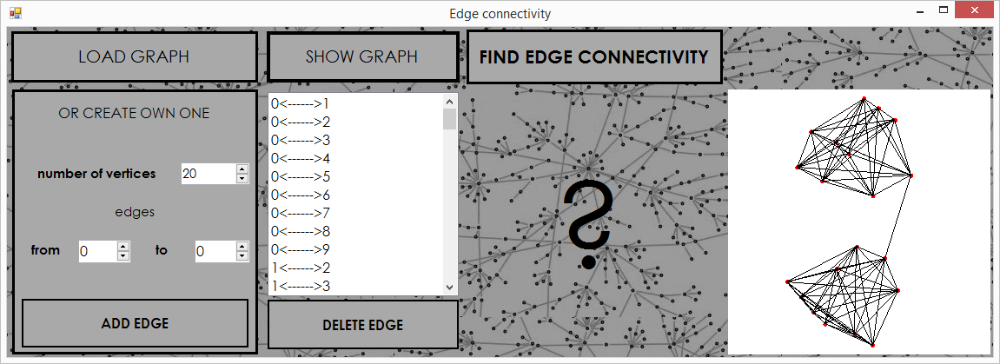 Edge connectivity
LOAD GRAPH
SHOW GRAPH
FIND EDGE CONNECTIVITY
OR CREATE OWN ONE
number of vertices 20
edges
from 0 to 0
ADD EDGE
0<------>1
0<------>2
0<------>3
0<------>4
0<------>5
0<------>6
0<------>7
0<------>8
0<------>9
1<------>2
1<------>3
DELETE EDGE
?